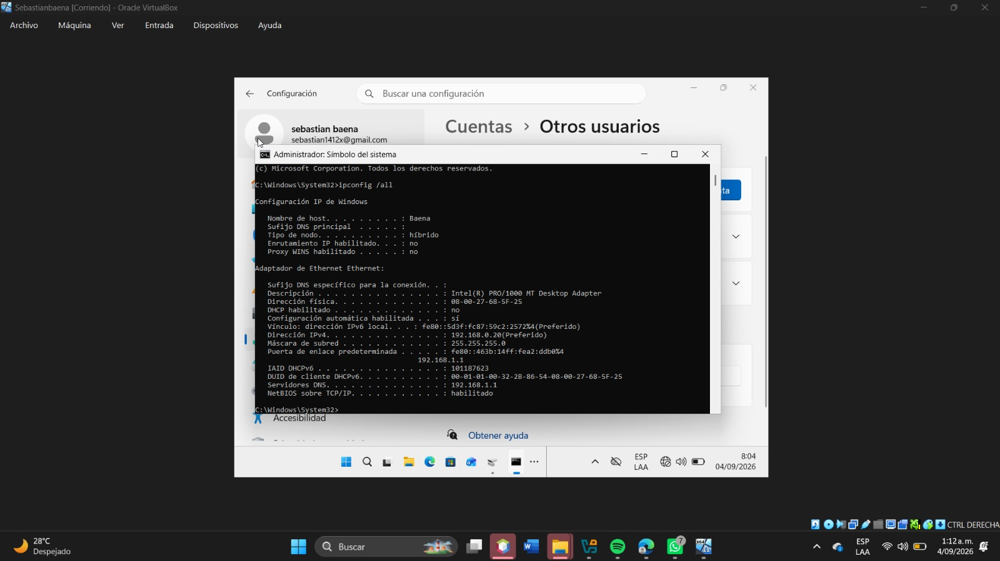 Sebastianbaena [Corriendo] - Oracle VirtualBox
Archivo Máquina Ver Entrada Dispositivos Ayuda
Configuración
Buscar una configuración
sebastian baena
sebastian1412x@gmail.com
Cuentas > Otros usuarios
Administrador: Símbolo del sistema
(c) Microsoft Corporation. Todos los derechos reservados.
C:\Windows\System32>ipconfig /all
Configuración IP de Windows
Nombre de host. . . . . . . . . : Baena
Sufijo DNS principal . . . . . :
Tipo de nodo. . . . . . . . . . : híbrido
Enrutamiento IP habilitado. . . : no
Proxy WINS habilitado . . . . . : no
Adaptador de Ethernet Ethernet:
Sufijo DNS específico para la conexión. . :
Descripción . . . . . . . . . . . . . . . : Intel(R) PRO/1000 MT Desktop Adapter
Dirección física. . . . . . . . . . . . . : 08-00-27-68-5F-25
DHCP habilitado . . . . . . . . . . . . . : no
Configuración automática habilitada . . . : sí
Vínculo: dirección IPv6 local. . . : fe80::5d3f:fc87:59c2:2572%4(Preferido)
Dirección IPv4. . . . . . . . . . . . . . : 192.168.0.20(Preferido)
Máscara de subred . . . . . . . . . . . . : 255.255.255.0
Puerta de enlace predeterminada . . . . . : fe80::463b:14ff:fea2:ddb0%4
192.168.1.1
IAID DHCPv6 . . . . . . . . . . . . . . . : 101187623
DUID de cliente DHCPv6. . . . . . . . . . : 00-01-01-00-32-2B-86-54-08-00-27-68-5F-25
Servidores DNS. . . . . . . . . . . . . . : 192.168.1.1
NetBIOS sobre TCP/IP. . . . . . . . . . . : habilitado
C:\Windows\System32>
ta
Accesibilidad
Obtener ayuda
ESP
LAA
8:04
04/09/2026
CTRL DERECHA
28°C
Despejado
Buscar
7
ESP
LAA
1:12 a. m.
4/09/2026